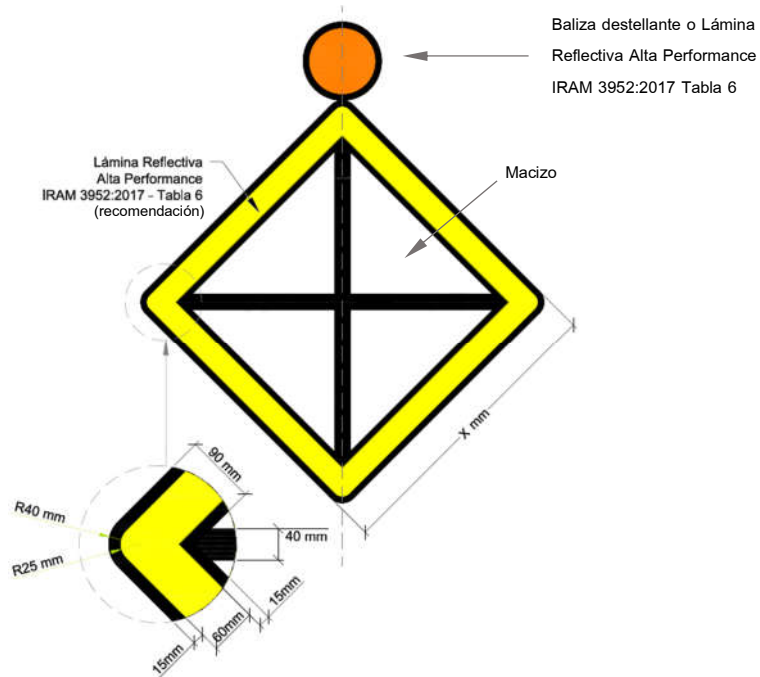 Baliza destellante o Lámina
Reflectiva Alta Performance
IRAM 3952:2017 Tabla 6
Lámina Reflectiva
Alta Performance
IRAM 3952:2017 - Tabla 6
(recomendación)
Macizo
X mm
90 mm
R40 mm
R25 mm
40 mm
15mm
60mm
15mm